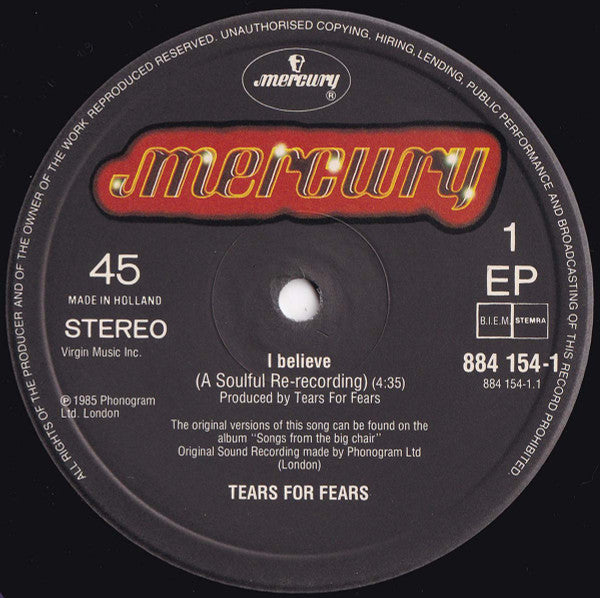 ALL RIGHTS OF THE PRODUCER AND OF THE OWNER OF THE WORK REPRODUCED RESERVED. UNAUTHORISED COPYING, HIRING, LENDING, PUBLIC PERFORMANCE AND BROADCASTING OF THIS RECORD PROHIBITED.
mercury
®
mercury
45
MADE IN HOLLAND
STEREO
Virgin Music Inc.
℗ 1985 Phonogram
Ltd. London
1
EP
B.I.E.M. STEMRA
884 154-1
884 154-1.1
I believe
(A Soulful Re-recording) (4:35)
Produced by Tears For Fears
The original versions of this song can be found on the
album "Songs from the big chair"
Original Sound Recording made by Phonogram Ltd
(London)
TEARS FOR FEARS